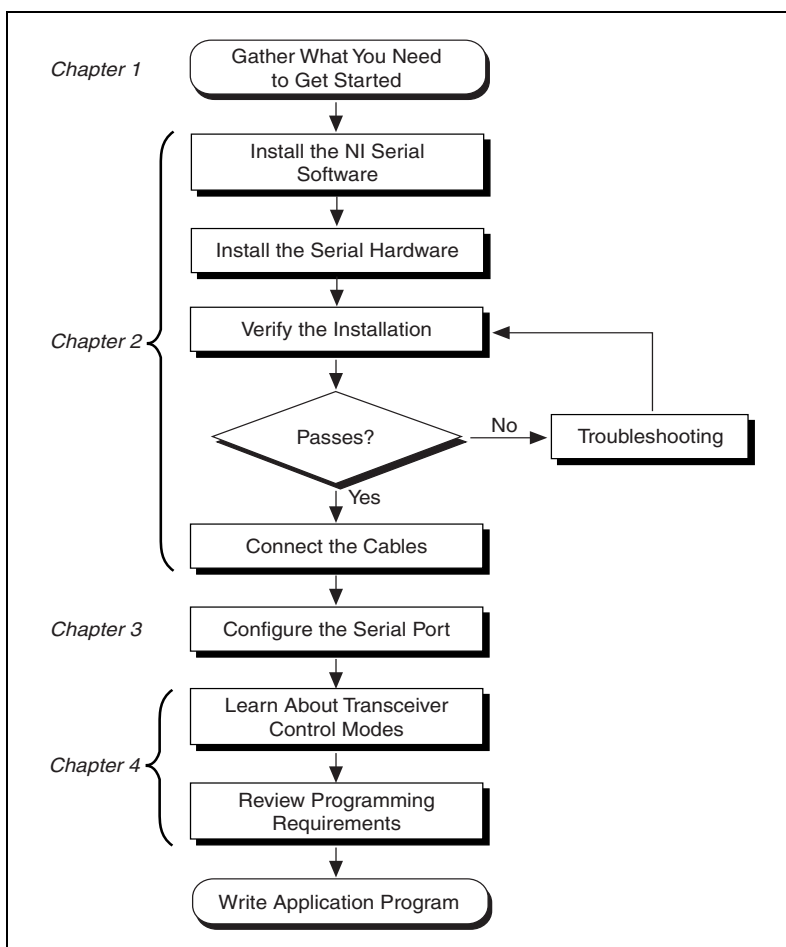 Chapter 1
Gather What You Need
to Get Started
Install the NI Serial
Software
Install the Serial Hardware
Verify the Installation
Chapter 2
Passes?
No
Troubleshooting
Yes
Connect the Cables
Chapter 3
Configure the Serial Port
Learn About Transceiver
Control Modes
Chapter 4
Review Programming
Requirements
Write Application Program